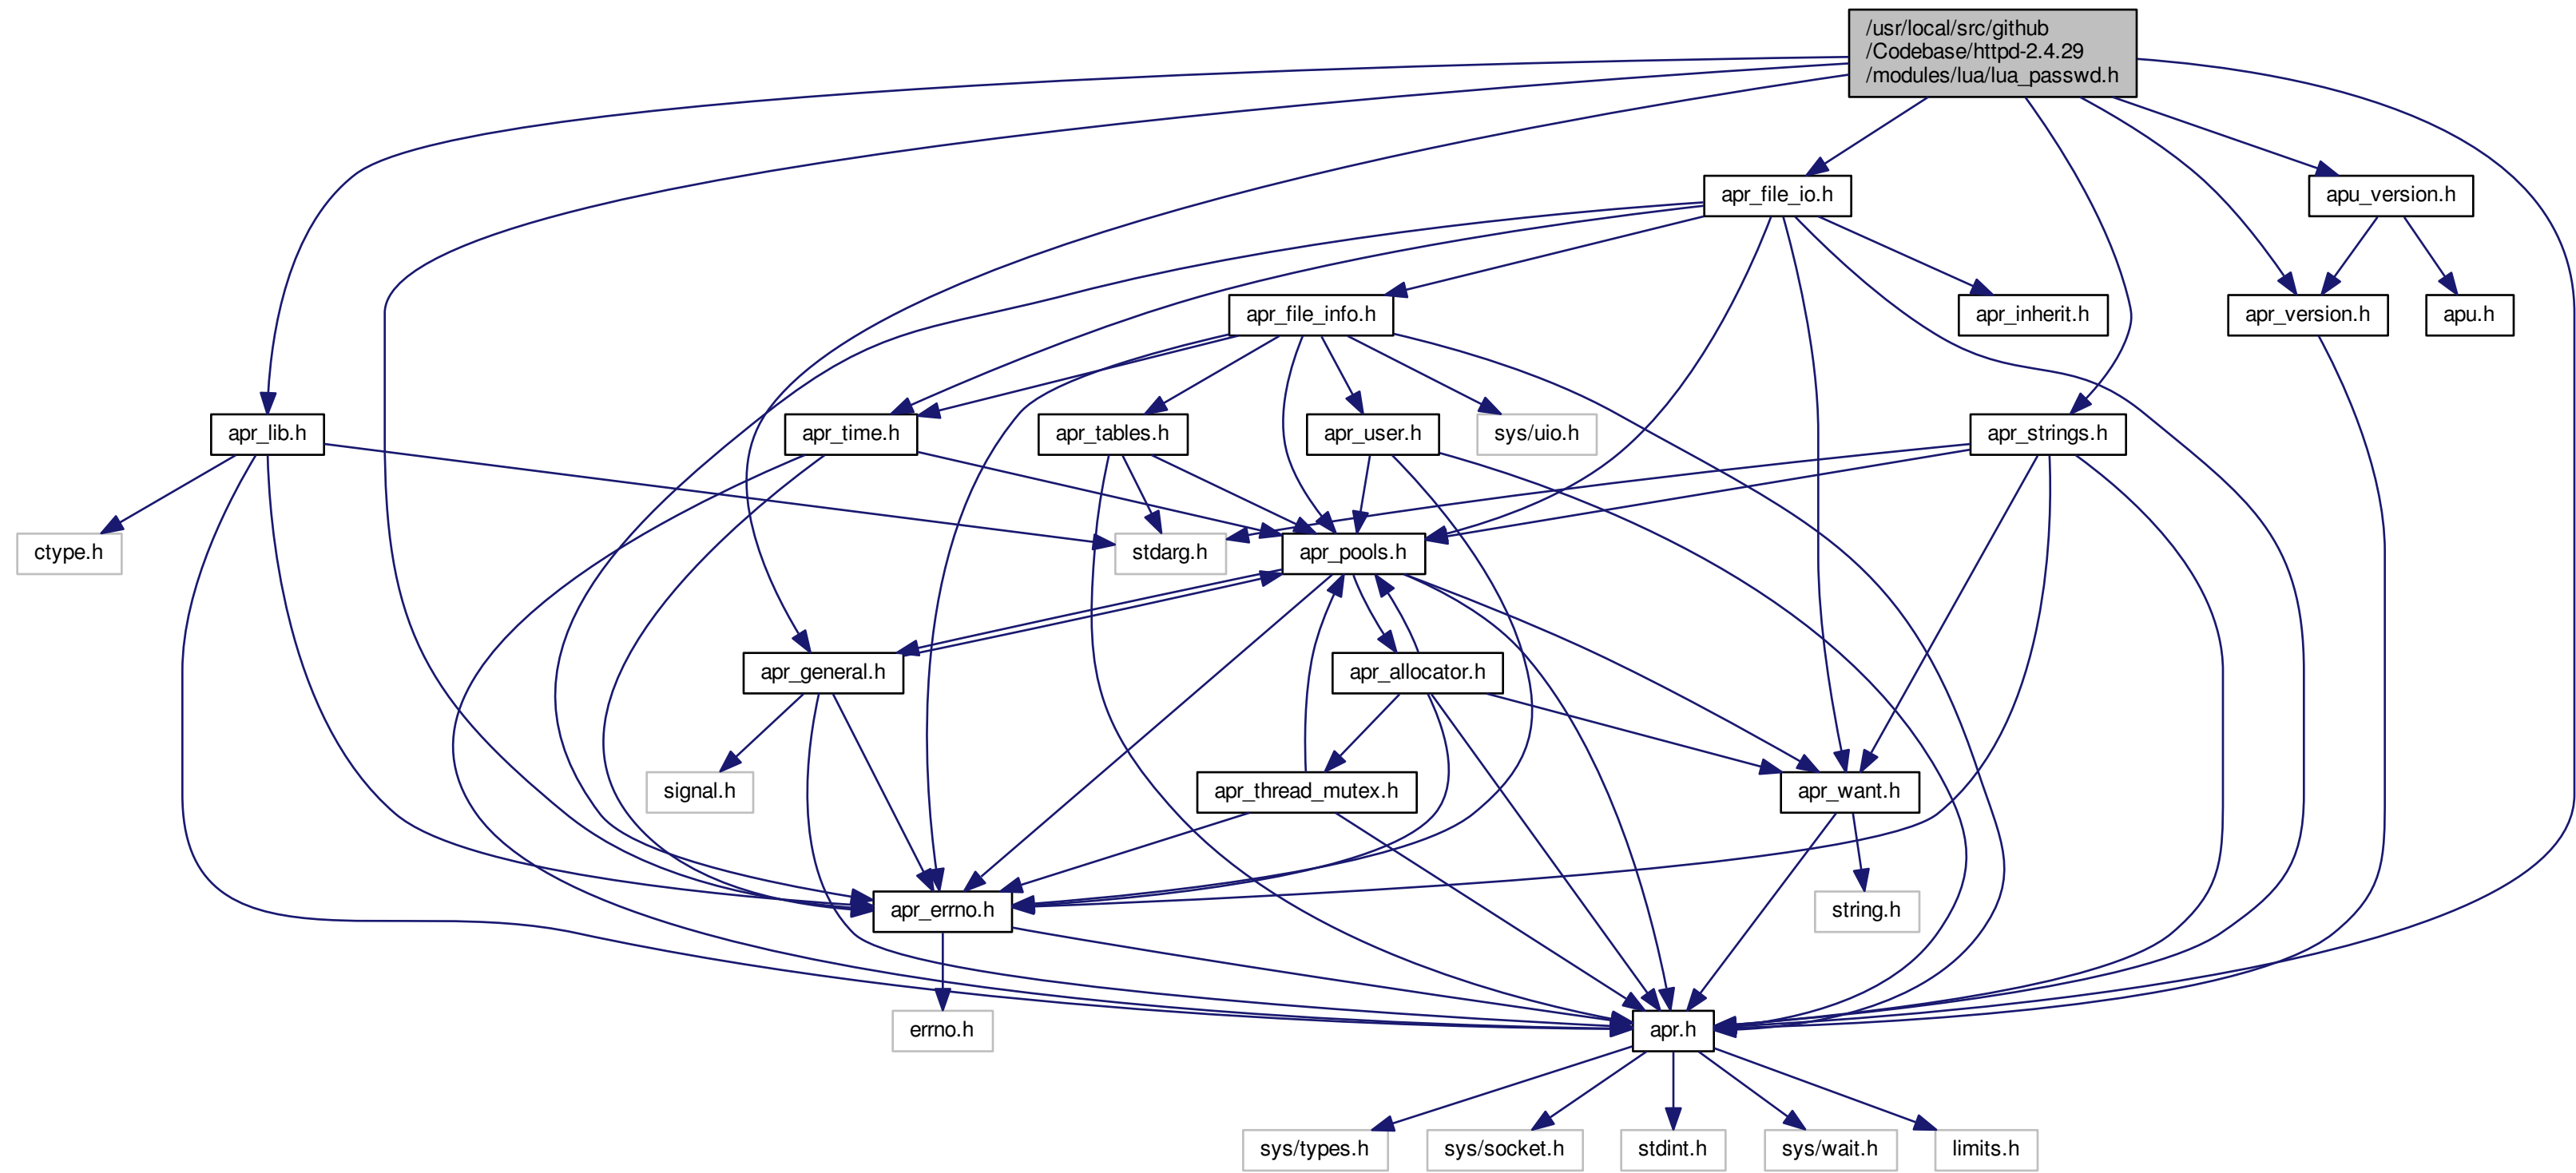 /usr/local/src/github
/Codebase/httpd-2.4.29
/modules/lua/lua_passwd.h
apr_file_io.h
apu_version.h
apr_file_info.h
apr_inherit.h
apr_version.h
apu.h
apr_lib.h
apr_time.h
apr_tables.h
apr_user.h
sys/uio.h
apr_strings.h
ctype.h
stdarg.h
apr_pools.h
apr_general.h
apr_allocator.h
signal.h
apr_thread_mutex.h
apr_want.h
apr_errno.h
string.h
errno.h
apr.h
sys/types.h
sys/socket.h
stdint.h
sys/wait.h
limits.h